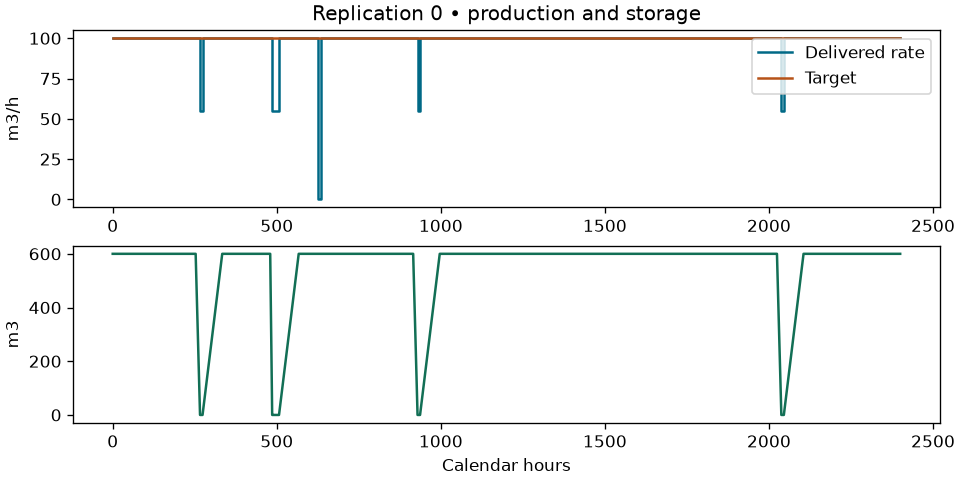 Replication 0 • production and storage
100
75
50
25
0
m3/h
Delivered rate
Target
0 500 1000 1500 2000 2500
600
400
200
0
m3
0 500 1000 1500 2000 2500
Calendar hours